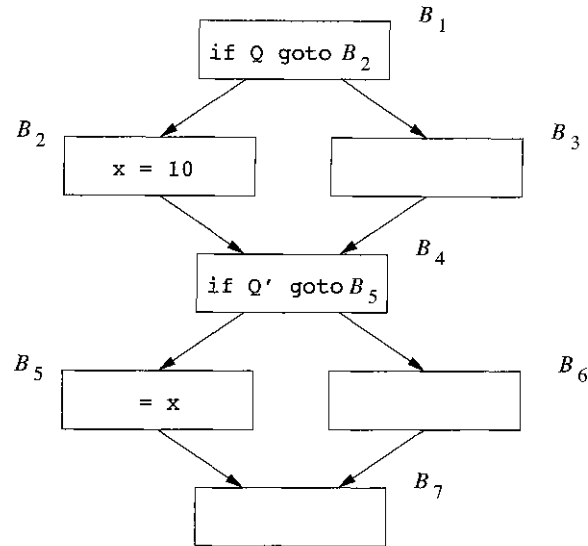 B1
if Q goto B2
B2
B3
x = 10
B4
if Q' goto B5
B5
B6
= x
B7